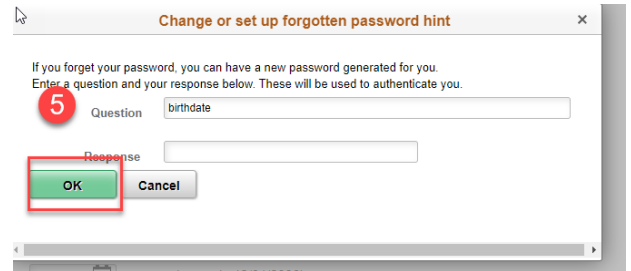 Change or set up forgotten password hint
If you forget your password, you can have a new password generated for you.
Enter a question and your response below. These will be used to authenticate you.
5
Question birthdate
Response
OK Cancel